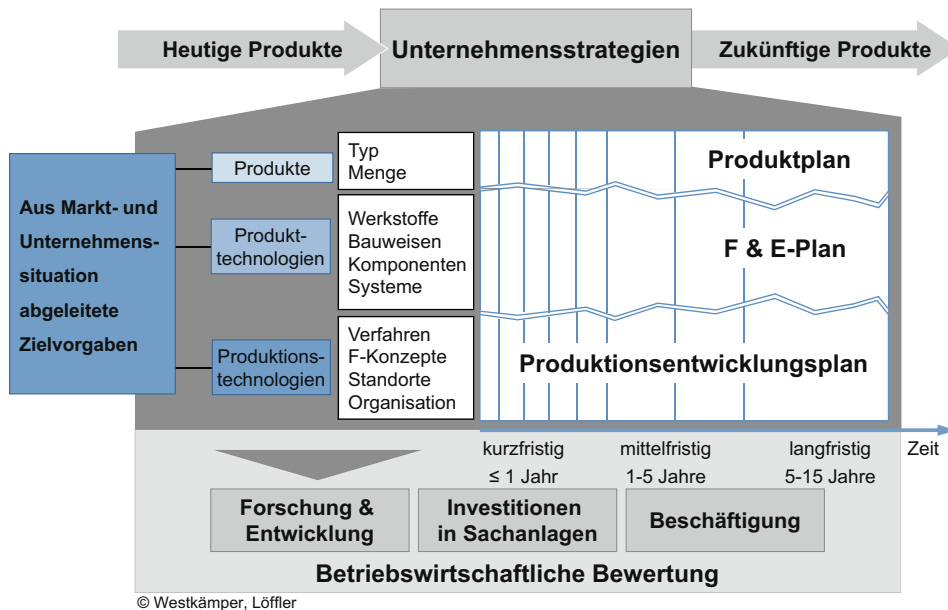 Heutige Produkte
Unternehmensstrategien
Zukünftige Produkte
Aus Markt- und
Unternehmens-
situation
abgeleitete
Zielvorgaben
Produkte
Typ
Menge
Produktplan
Produkt-
technologien
Werkstoffe
Bauweisen
Komponenten
Systeme
F & E-Plan
Produktions-
technologien
Verfahren
F-Konzepte
Standorte
Organisation
Produktionsentwicklungsplan
kurzfristig
≤ 1 Jahr
mittelfristig
1-5 Jahre
langfristig
5-15 Jahre
Zeit
Forschung &
Entwicklung
Investitionen
in Sachanlagen
Beschäftigung
Betriebswirtschaftliche Bewertung
© Westkämper, Löffler